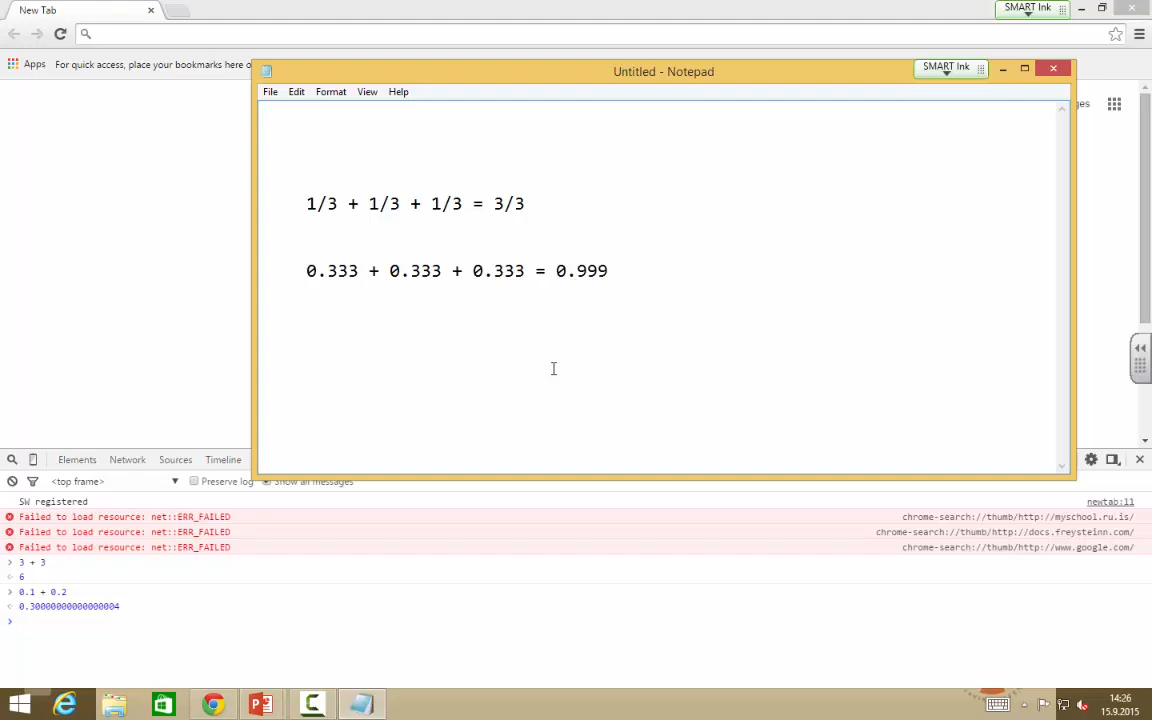 New Tab
SMART Ink
Apps For quick access, place your bookmarks here o
Untitled - Notepad
SMART Ink
File Edit Format View Help
ges
1/3 + 1/3 + 1/3 = 3/3
0.333 + 0.333 + 0.333 = 0.999
Elements Network Sources Timeline
<top frame> Preserve log Show all messages
SW registered newtab:11
Failed to load resource: net::ERR_FAILED chrome-search://thumb/http://myschool.ru.is/
Failed to load resource: net::ERR_FAILED chrome-search://thumb/http://docs.freysteinn.com/
Failed to load resource: net::ERR_FAILED chrome-search://thumb/http://www.google.com/
> 3 + 3
< 6
> 0.1 + 0.2
< 0.30000000000000004
>
14:26
15.9.2015